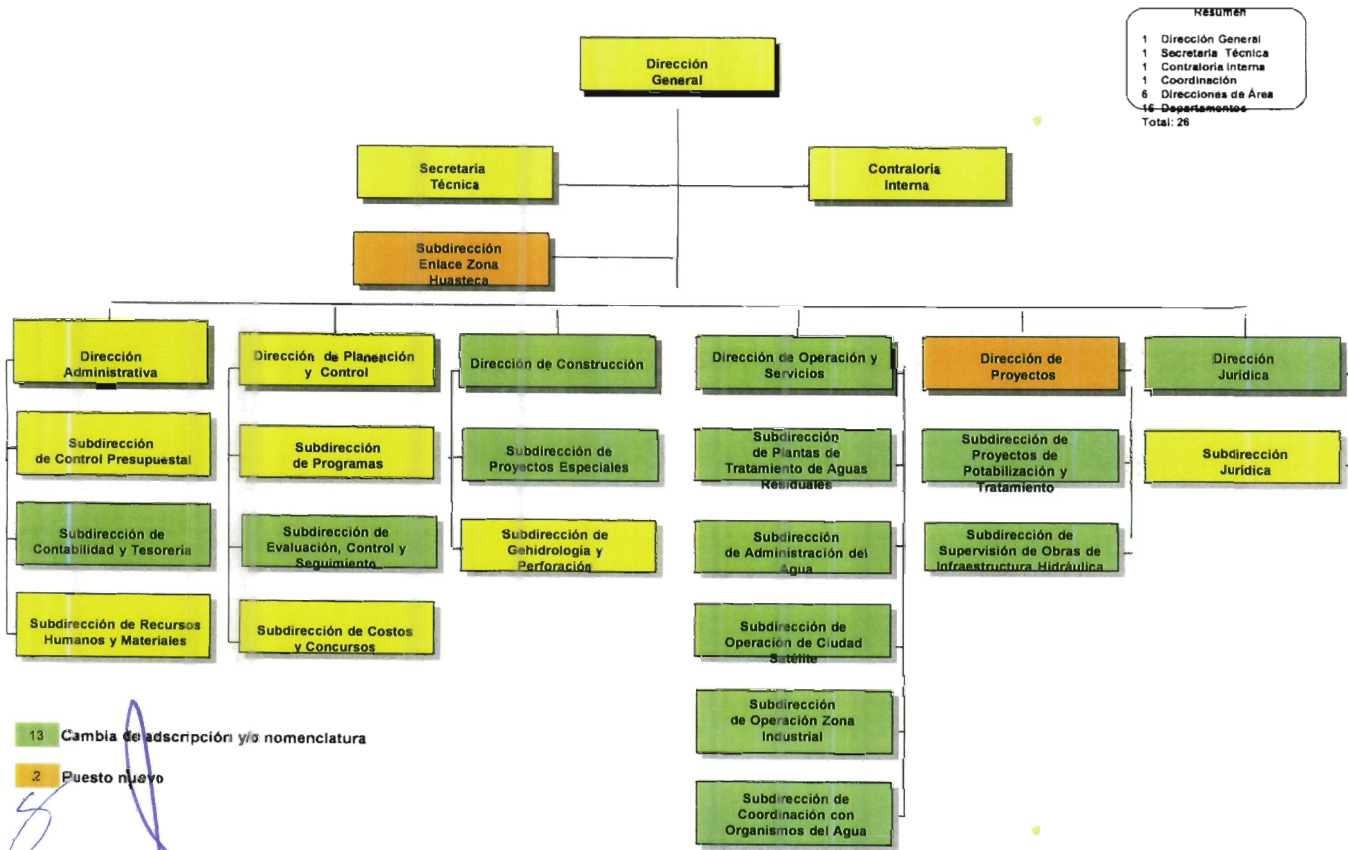 Resumen
1 Dirección General
1 Secretaría Técnica
1 Contraloría Interna
1 Coordinación
6 Direcciones de Área
16 Departamentos
Total: 26
Dirección
General
Secretaría
Técnica
Contraloría
Interna
Subdirección
Enlace Zona
Huasteca
Dirección
Administrativa
Dirección de Planeación
y Control
Dirección de Construcción
Dirección de Operación y
Servicios
Dirección de
Proyectos
Dirección
Jurídica
Subdirección
de Control Presupuestal
Subdirección
de Programas
Subdirección de
Proyectos Especiales
Subdirección
de Plantas de
Tratamiento de Aguas
Residuales
Subdirección de
Proyectos de
Potabilización y
Tratamiento
Subdirección
Jurídica
Subdirección de
Contabilidad y Tesorería
Subdirección de
Evaluación, Control y
Seguimiento
Subdirección de
Gehidrología y
Perforación
Subdirección
de Administración del
Agua
Subdirección de
Supervisión de Obras de
Infraestructura Hidráulica
Subdirección de Recursos
Humanos y Materiales
Subdirección de Costos
y Concursos
Subdirección de
Operación de Ciudad
Satélite
Subdirección
de Operación Zona
Industrial
Subdirección de
Coordinación con
Organismos del Agua
13 Cambia de adscripción y/o nomenclatura
2 Puesto nuevo